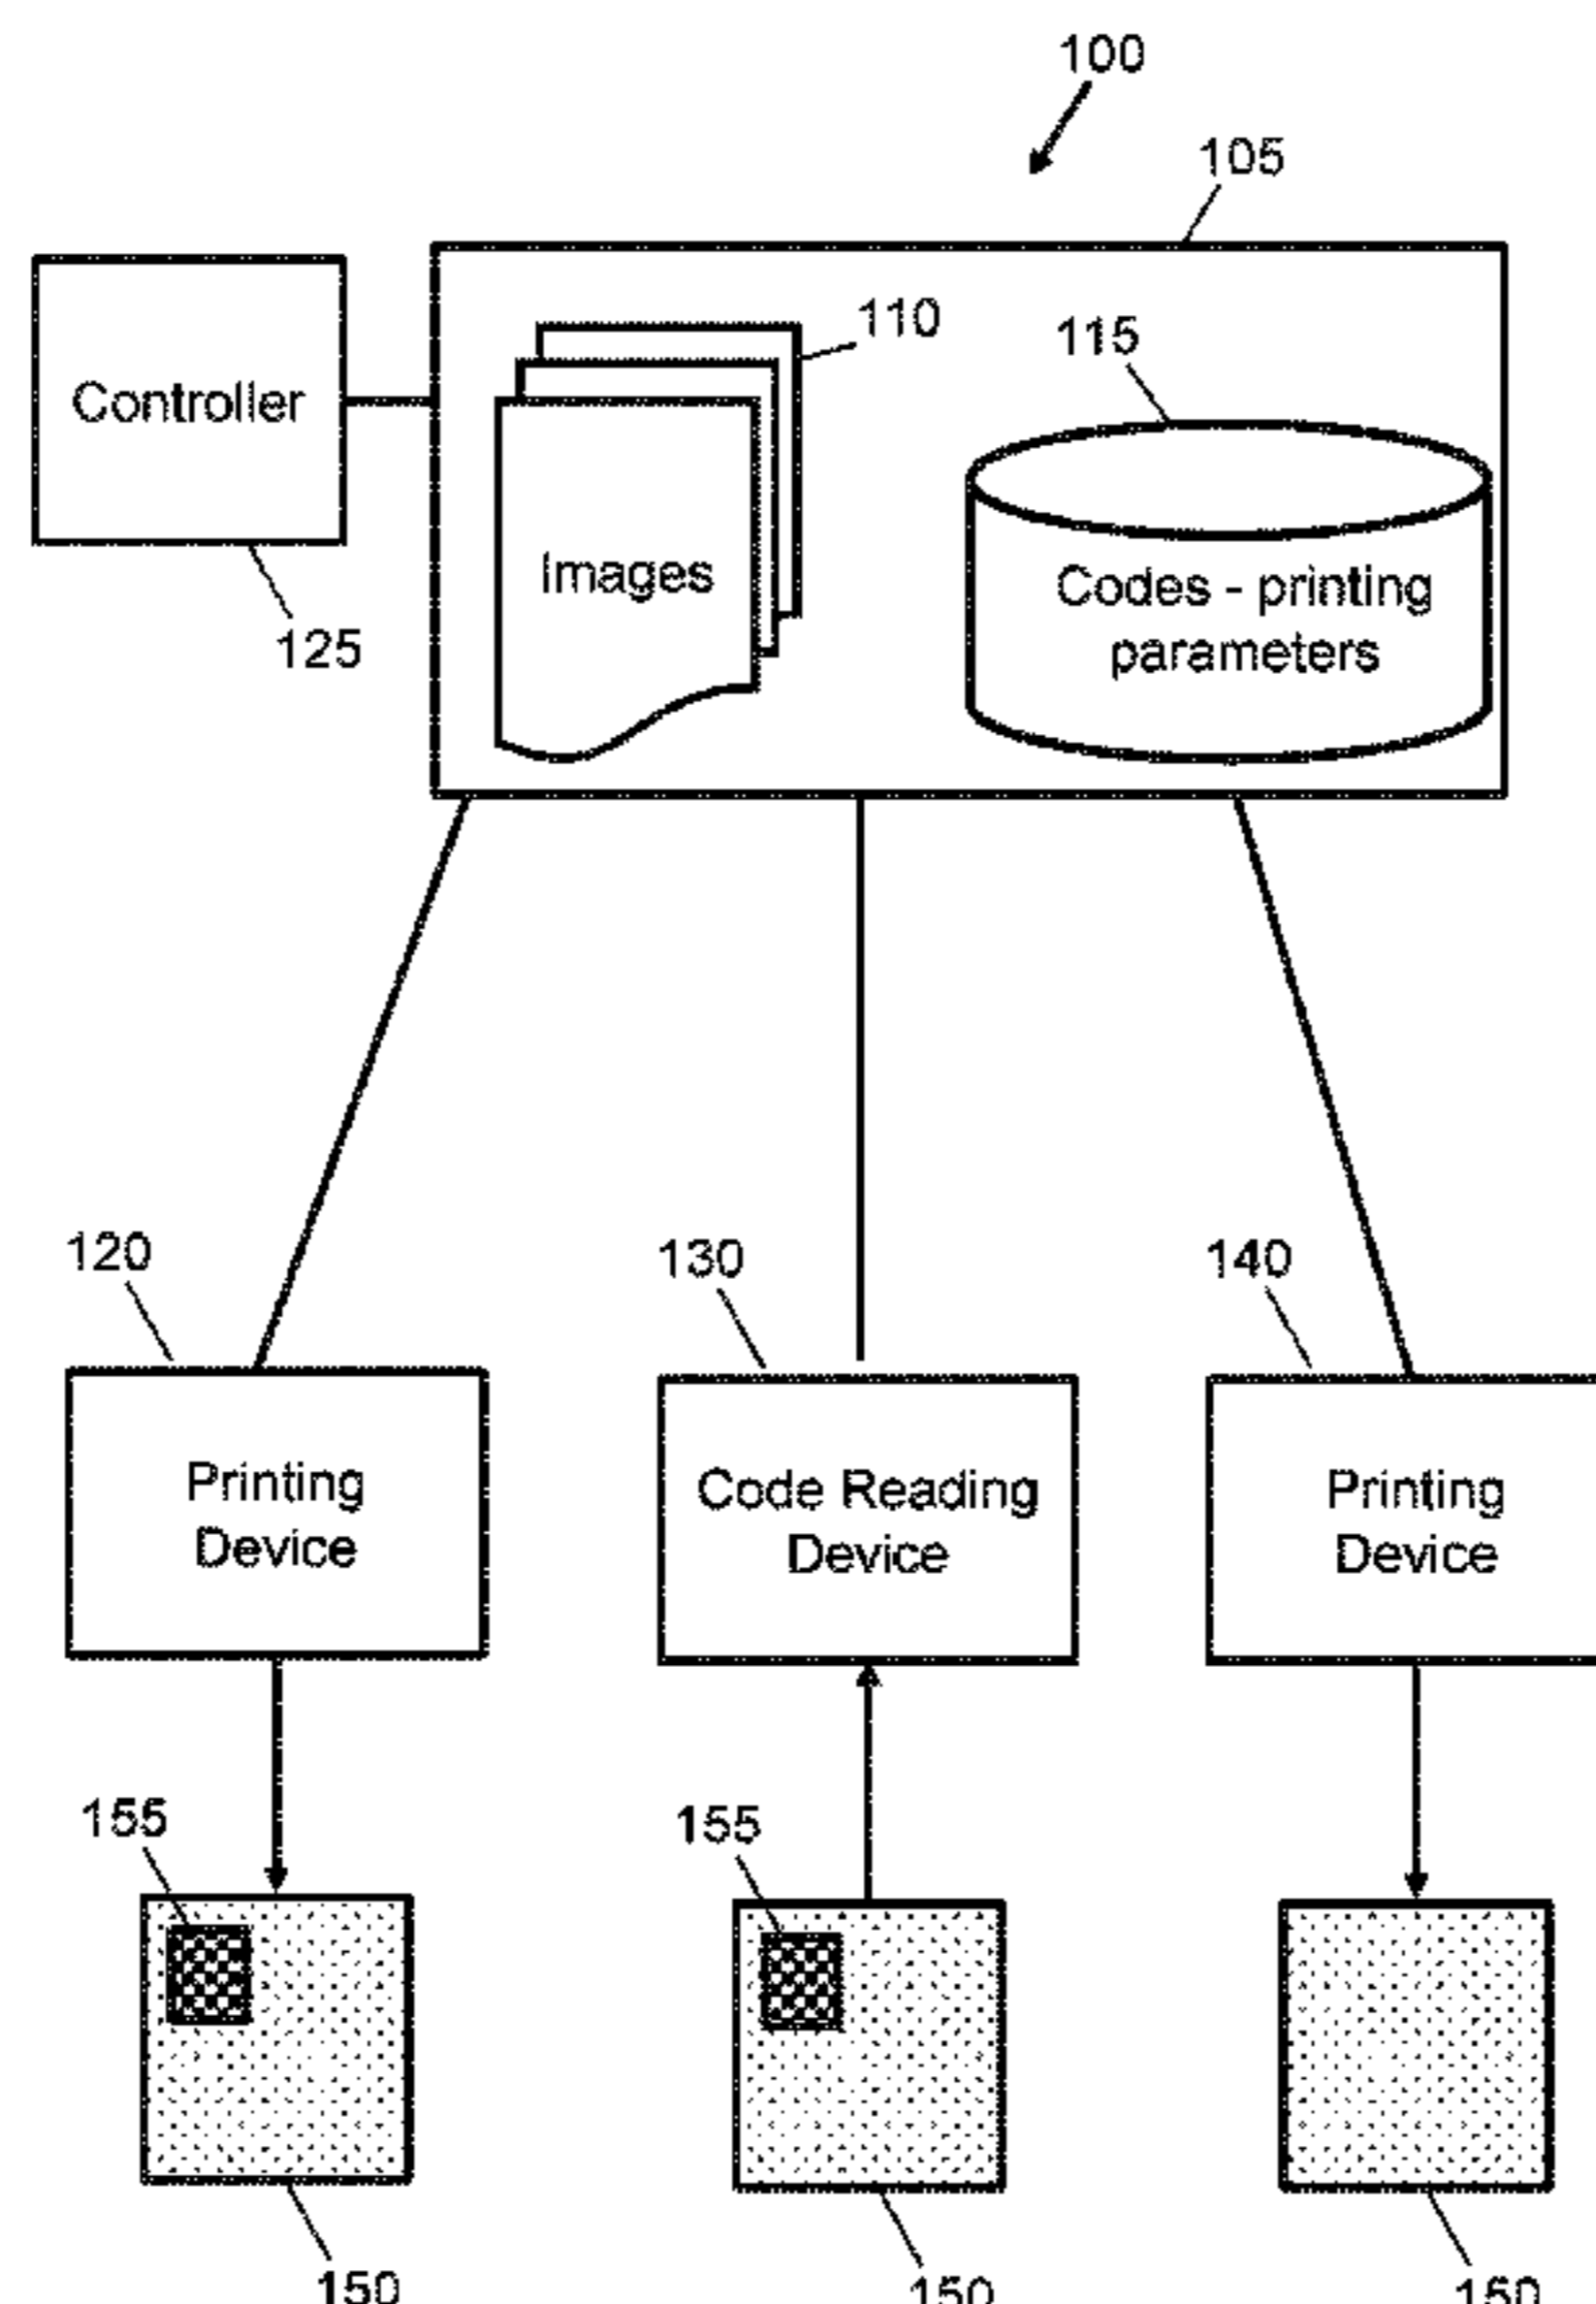 100
105
110
115
Controller
Images
Codes - printing
parameters
125
120
130
140
Printing
Device
Code Reading
Device
Printing
Device
155
155
150
150
150